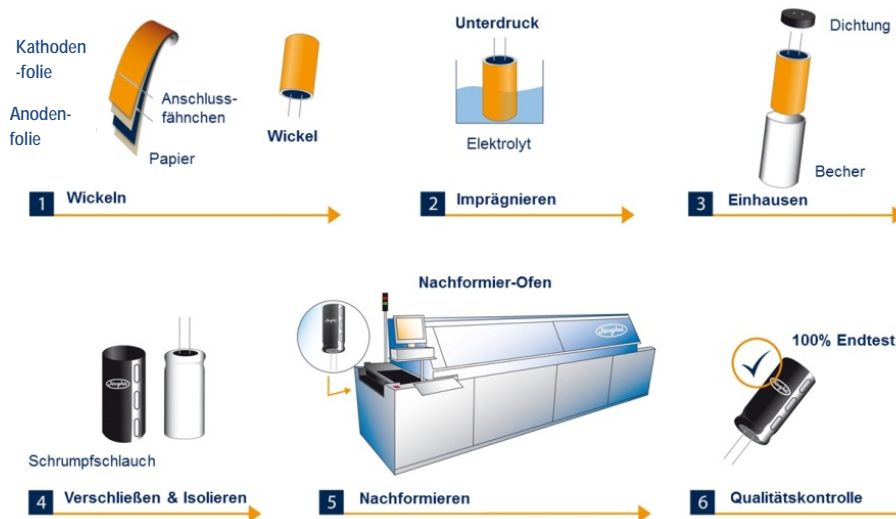 Kathoden
-folie
Anoden-
folie
Anschluss-
fähnchen
Papier
Wickel
1 Wickeln
Unterdruck
Elektrolyt
2 Imprägnieren
Dichtung
Becher
3 Einhausen
Schrumpfschlauch
4 Verschließen & Isolieren
Nachformier-Ofen
5 Nachformieren
100% Endtest
6 Qualitätskontrolle